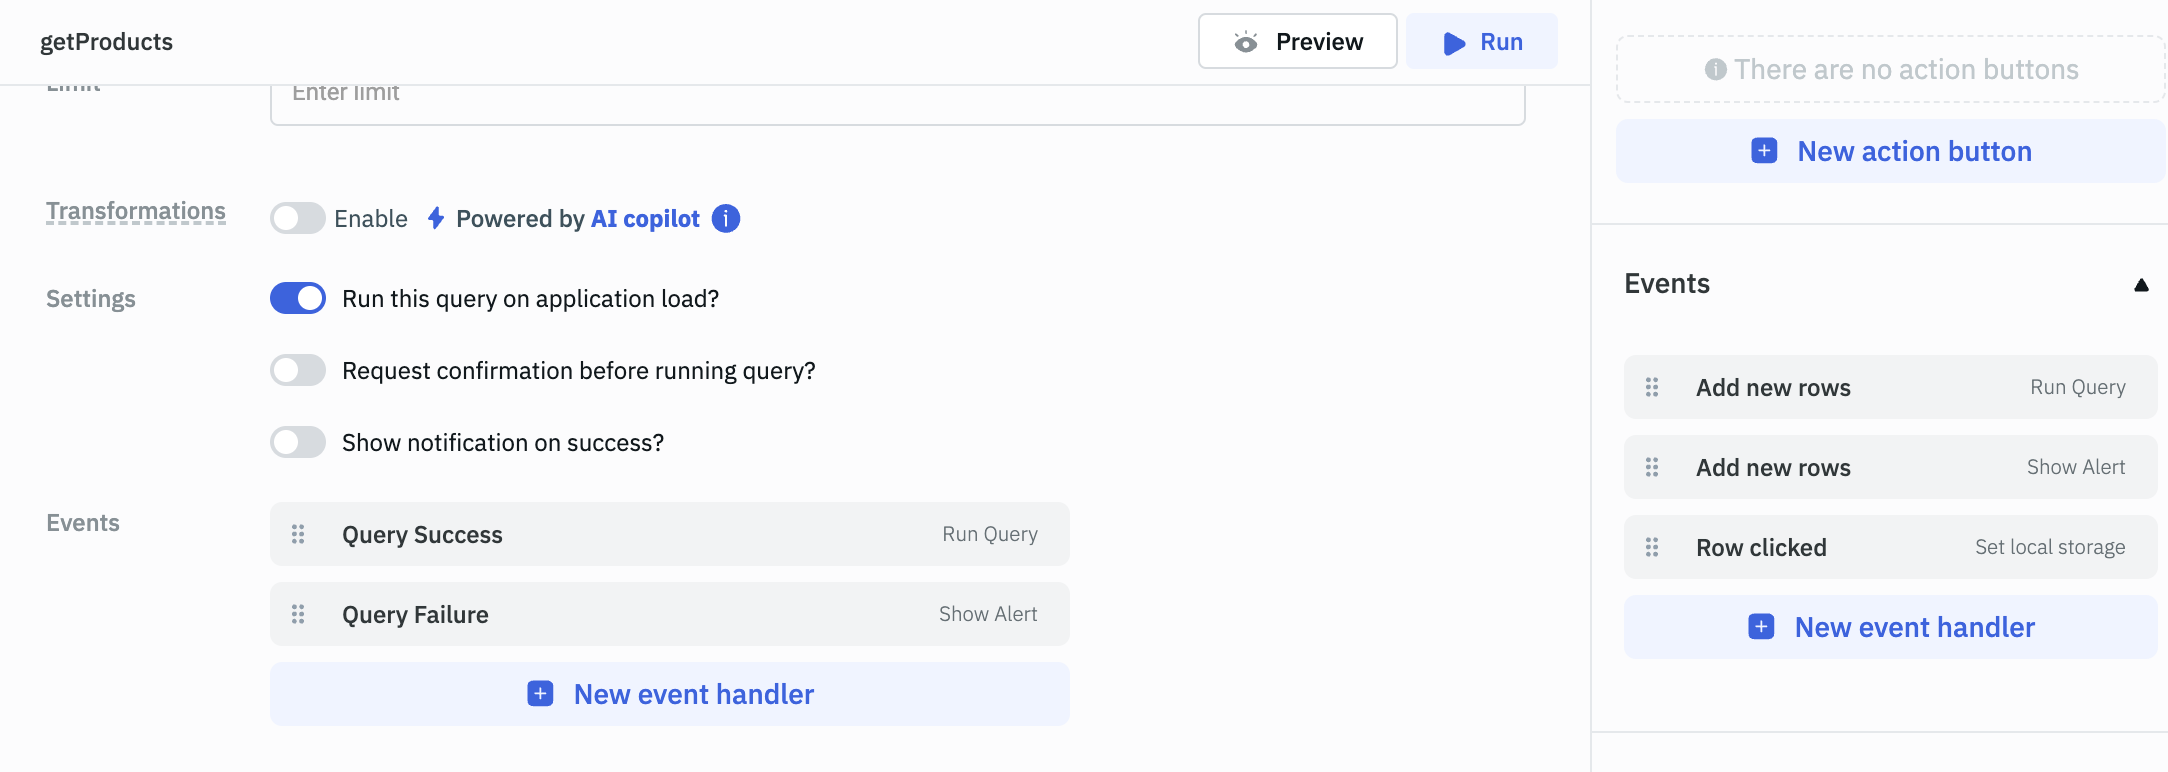 getProducts
Preview
Run
Limit
Enter limit
Transformations
Enable
Powered by AI copilot
Settings
Run this query on application load?
Request confirmation before running query?
Show notification on success?
Events
Query Success
Run Query
Query Failure
Show Alert
New event handler
There are no action buttons
New action button
Events
Add new rows
Run Query
Add new rows
Show Alert
Row clicked
Set local storage
New event handler